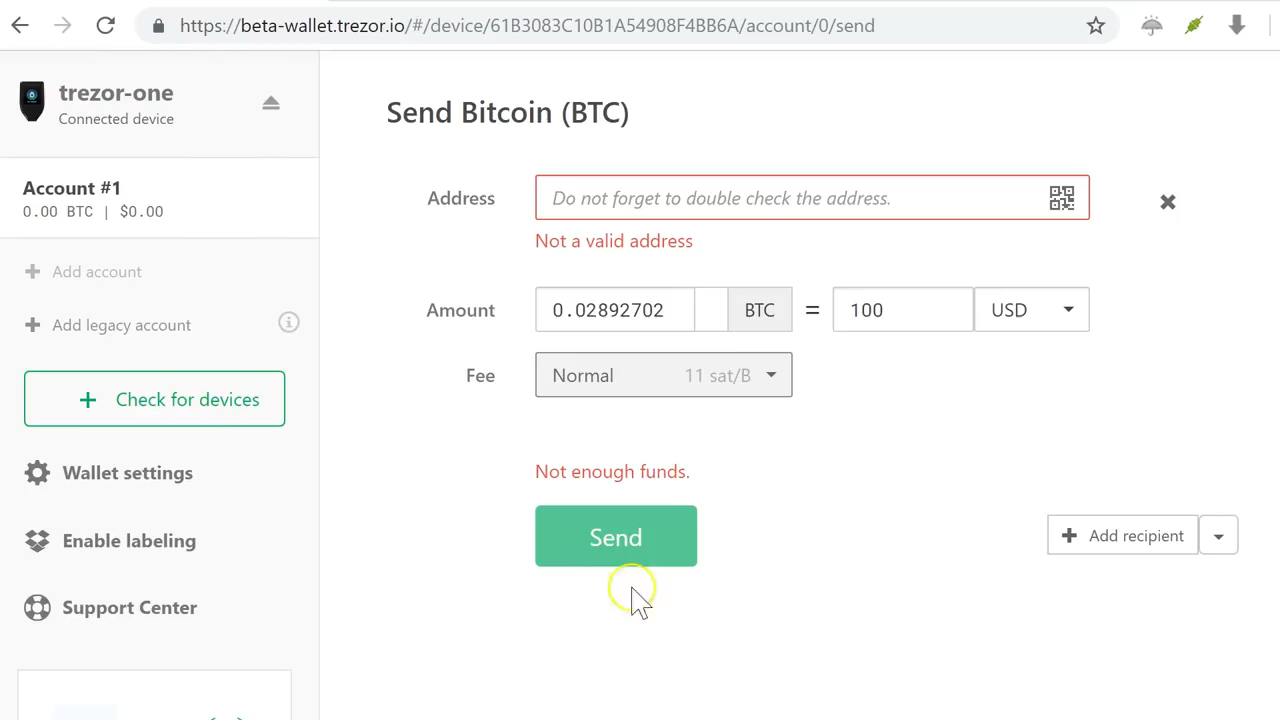 https://beta-wallet.trezor.io/#/device/61B3083C10B1A54908F4BB6A/account/0/send
trezor-one
Connected device
Account #1
0.00 BTC | $0.00
Add account
Add legacy account
Check for devices
Wallet settings
Enable labeling
Support Center
Send Bitcoin (BTC)
Address Do not forget to double check the address.
Not a valid address
Amount 0.02892702 BTC = 100 USD
Fee Normal 11 sat/B
Not enough funds.
Send
Add recipient